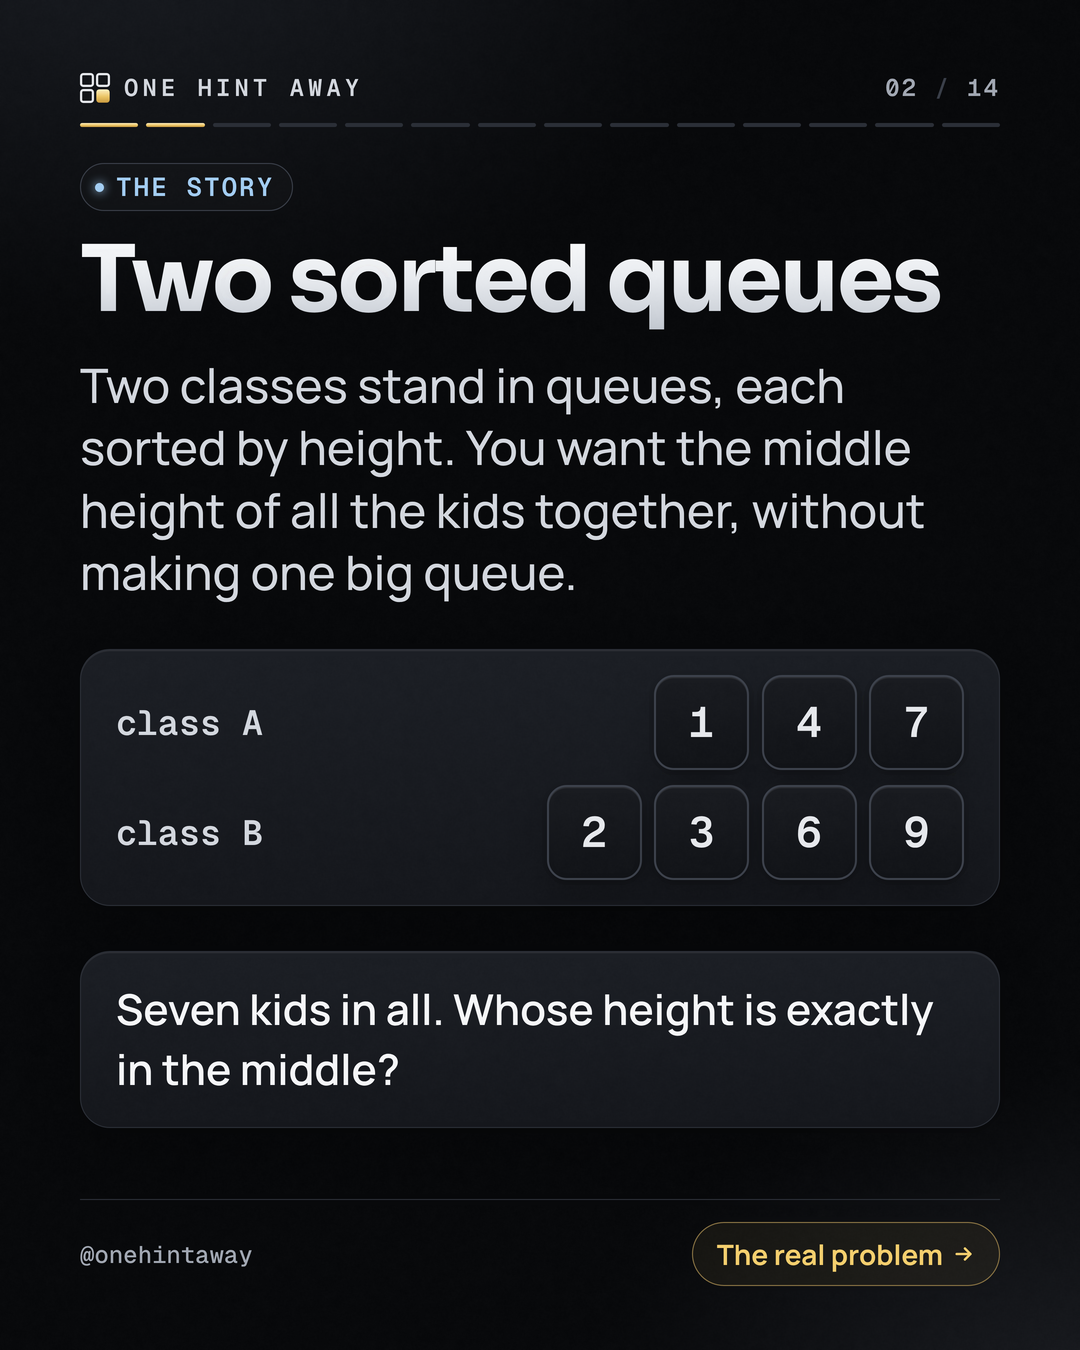 ONE HINT AWAY
02 / 14
THE STORY
Two sorted queues
Two classes stand in queues, each
sorted by height. You want the middle
height of all the kids together, without
making one big queue.
class A 1 4 7
class B 2 3 6 9
Seven kids in all. Whose height is exactly
in the middle?
@onehintaway
The real problem →